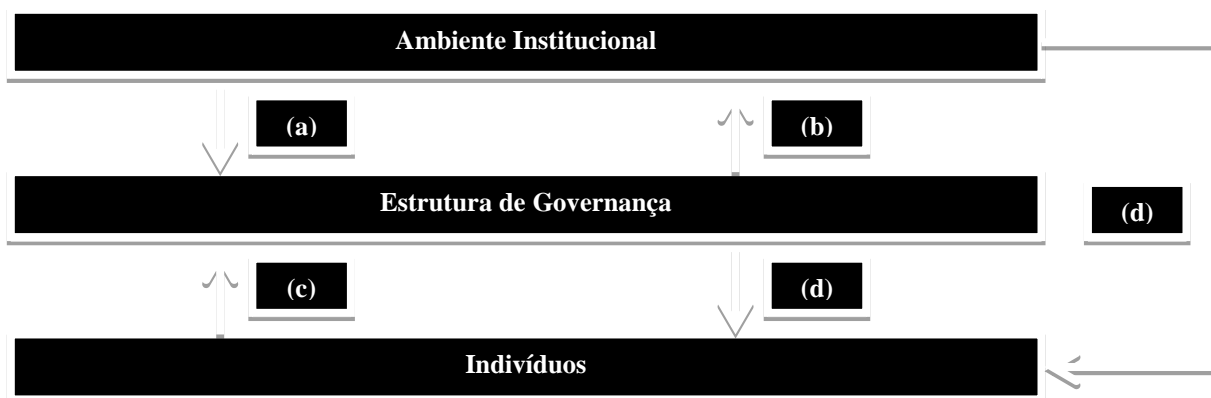 Ambiente Institucional
(a)
(b)
Estrutura de Governança
(d)
(c)
(d)
Indivíduos